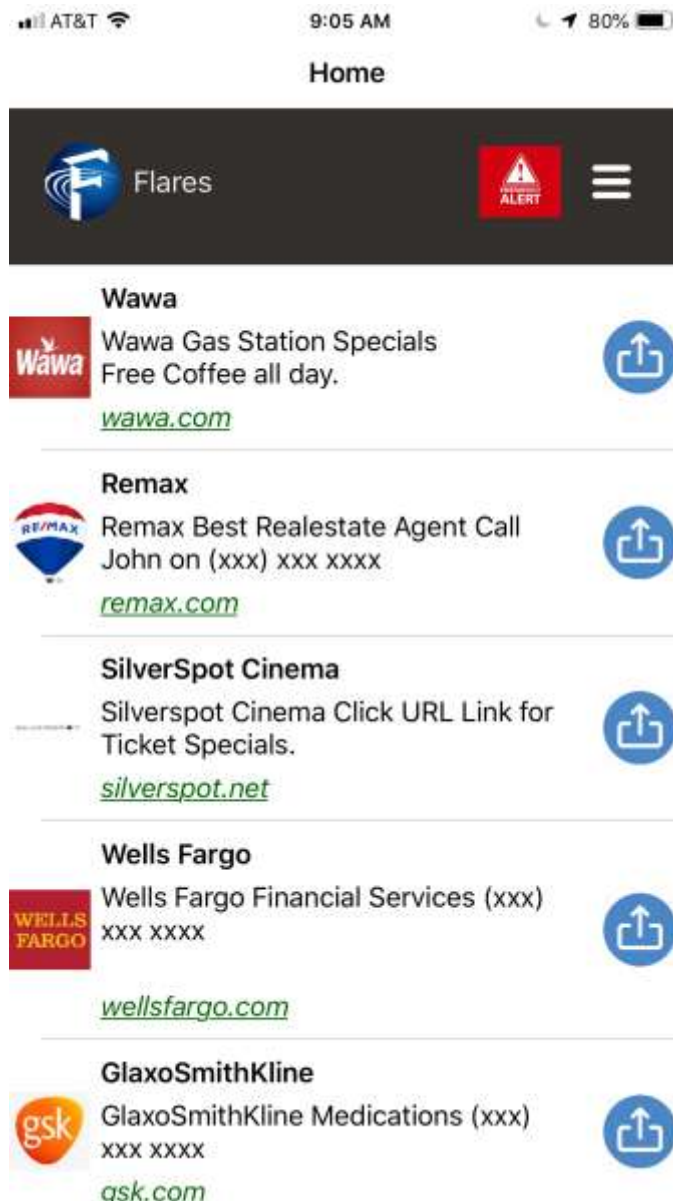 AT&T 9:05 AM 80%
Home
Flares
ALERT
Wawa
Wawa
Wawa Gas Station Specials
Free Coffee all day.
wawa.com
Remax
RE/MAX
Remax Best Realestate Agent Call
John on (xxx) xxx xxxx
remax.com
SilverSpot Cinema
Silverspot Cinema Click URL Link for
Ticket Specials.
silverspot.net
Wells Fargo
WELLS
FARGO
Wells Fargo Financial Services (xxx)
xxx xxxx
wellsfargo.com
GlaxoSmithKline
gsk
GlaxoSmithKline Medications (xxx)
xxx xxxx
gsk.com